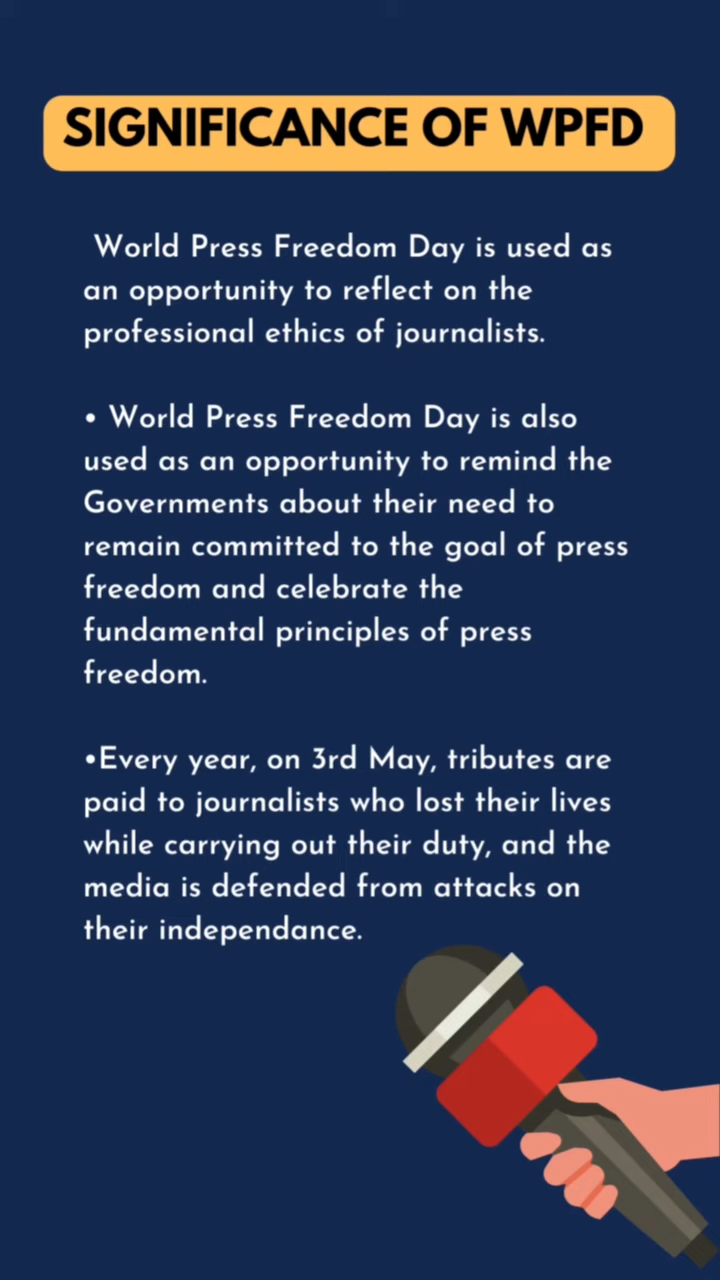 SIGNIFICANCE OF WPFD
World Press Freedom Day is used as
an opportunity to reflect on the
professional ethics of journalists.
• World Press Freedom Day is also
used as an opportunity to remind the
Governments about their need to
remain committed to the goal of press
freedom and celebrate the
fundamental principles of press
freedom.
•Every year, on 3rd May, tributes are
paid to journalists who lost their lives
while carrying out their duty, and the
media is defended from attacks on
their independance.